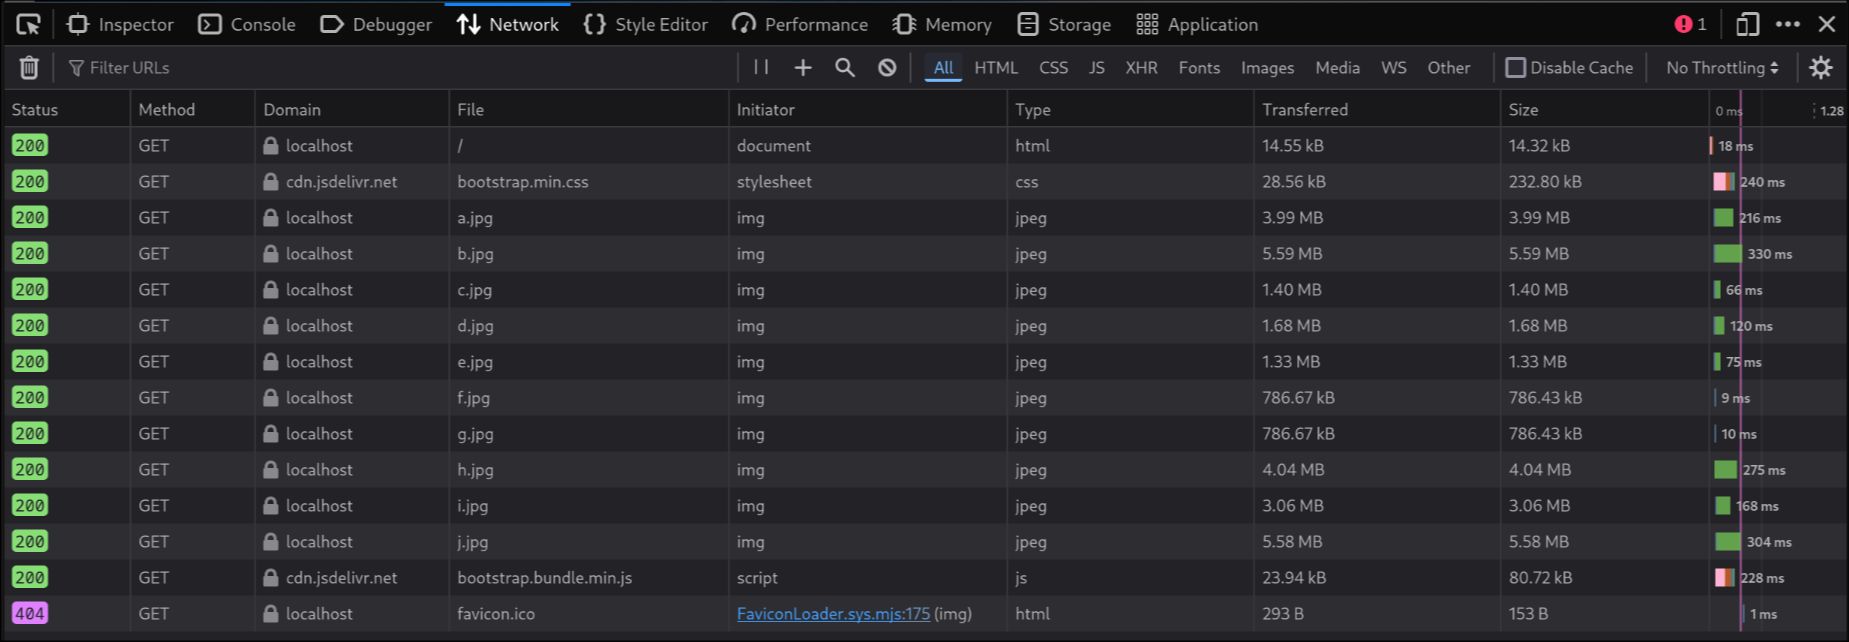 Inspector Console Debugger Network Style Editor Performance Memory Storage Application 1
Filter URLs All HTML CSS JS XHR Fonts Images Media WS Other Disable Cache No Throttling
Status Method Domain File Initiator Type Transferred Size 0 ms 1.28
200 GET localhost / document html 14.55 kB 14.32 kB 18 ms
200 GET cdn.jsdelivr.net bootstrap.min.css stylesheet css 28.56 kB 232.80 kB 240 ms
200 GET localhost a.jpg img jpeg 3.99 MB 3.99 MB 216 ms
200 GET localhost b.jpg img jpeg 5.59 MB 5.59 MB 330 ms
200 GET localhost c.jpg img jpeg 1.40 MB 1.40 MB 66 ms
200 GET localhost d.jpg img jpeg 1.68 MB 1.68 MB 120 ms
200 GET localhost e.jpg img jpeg 1.33 MB 1.33 MB 75 ms
200 GET localhost f.jpg img jpeg 786.67 kB 786.43 kB 9 ms
200 GET localhost g.jpg img jpeg 786.67 kB 786.43 kB 10 ms
200 GET localhost h.jpg img jpeg 4.04 MB 4.04 MB 275 ms
200 GET localhost i.jpg img jpeg 3.06 MB 3.06 MB 168 ms
200 GET localhost j.jpg img jpeg 5.58 MB 5.58 MB 304 ms
200 GET cdn.jsdelivr.net bootstrap.bundle.min.js script js 23.94 kB 80.72 kB 228 ms
404 GET localhost favicon.ico FaviconLoader.sys.mjs:175 (img) html 293 B 153 B 1 ms